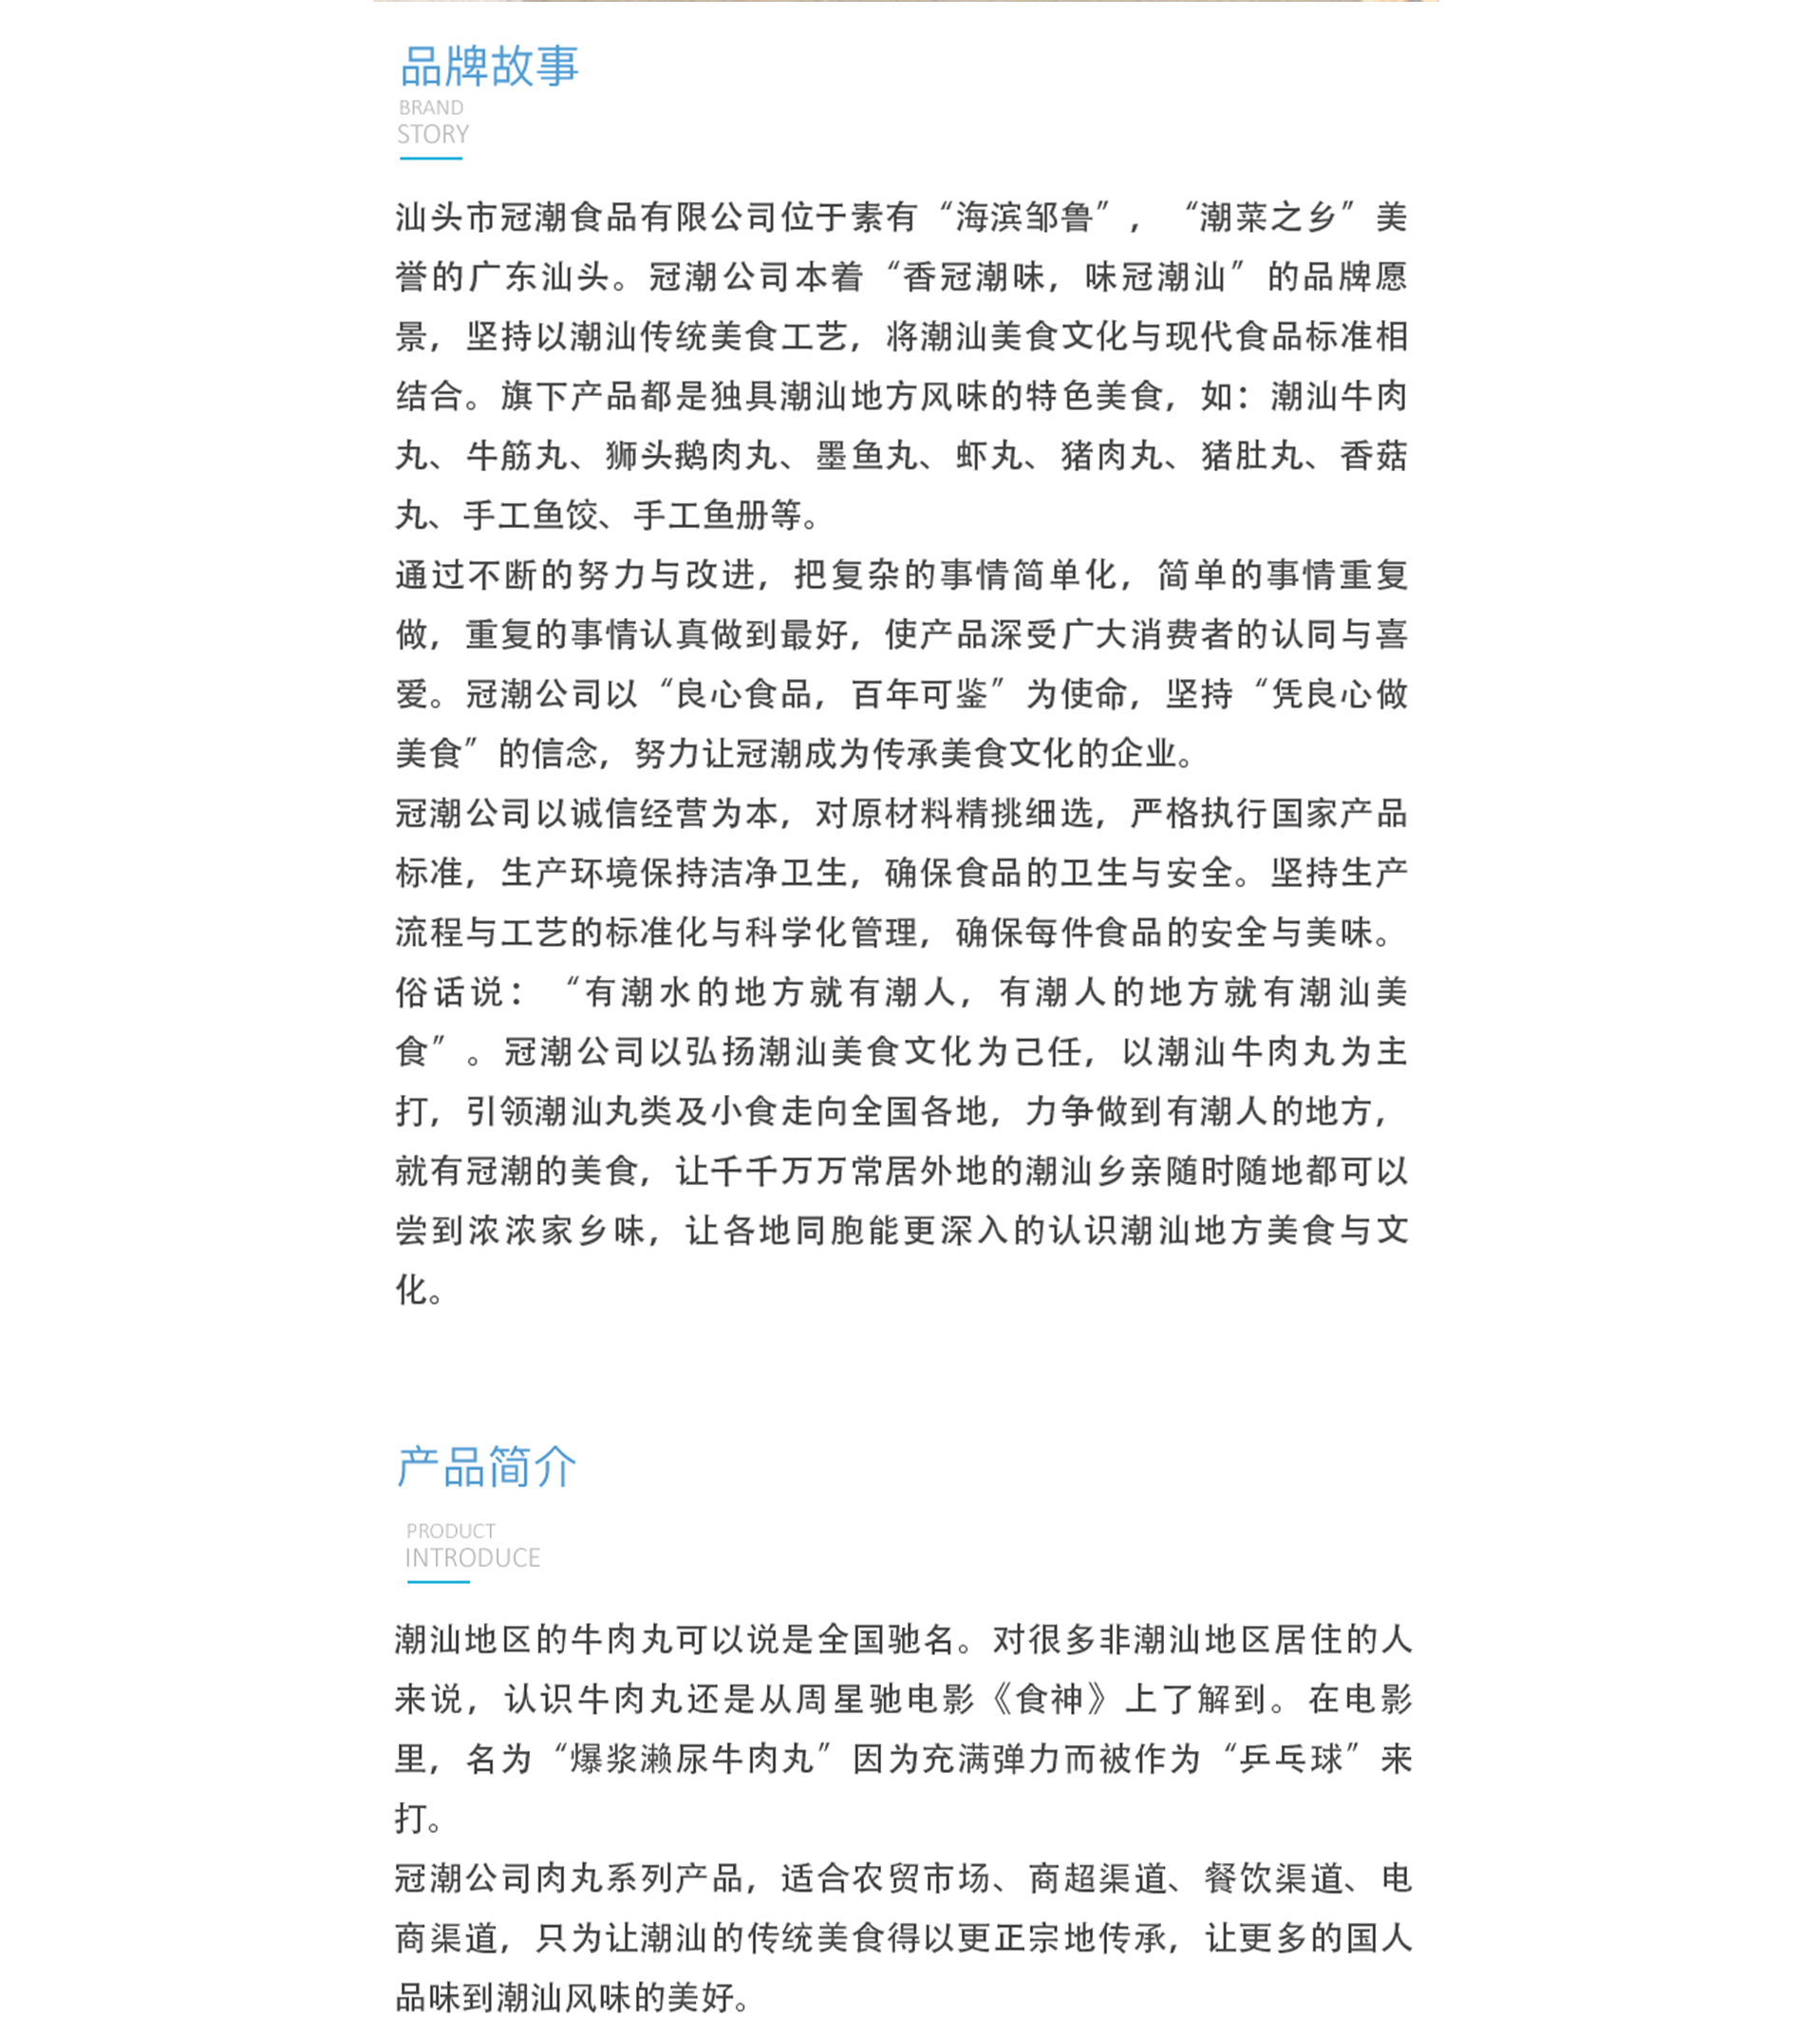 品牌故事
BRAND
STORY
汕头市冠潮食品有限公司位于素有“海滨邹鲁”，“潮菜之乡”美
誉的广东汕头。冠潮公司本着“香冠潮味，味冠潮汕”的品牌愿
景，坚持以潮汕传统美食工艺，将潮汕美食文化与现代食品标准相
结合。旗下产品都是独具潮汕地方风味的特色美食，如：潮汕牛肉
丸、牛筋丸、狮头鹅肉丸、墨鱼丸、虾丸、猪肉丸、猪肚丸、香菇
丸、手工鱼饺、手工鱼册等。
通过不断的努力与改进，把复杂的事情简单化，简单的事情重复
做，重复的事情认真做到最好，使产品深受广大消费者的认同与喜
爱。冠潮公司以“良心食品，百年可鉴”为使命，坚持“凭良心做
美食”的信念，努力让冠潮成为传承美食文化的企业。
冠潮公司以诚信经营为本，对原材料精挑细选，严格执行国家产品
标准，生产环境保持洁净卫生，确保食品的卫生与安全。坚持生产
流程与工艺的标准化与科学化管理，确保每件食品的安全与美味。
俗话说：“有潮水的地方就有潮人，有潮人的地方就有潮汕美
食”。冠潮公司以弘扬潮汕美食文化为己任，以潮汕牛肉丸为主
打，引领潮汕丸类及小食走向全国各地，力争做到有潮人的地方，
就有冠潮的美食，让千千万万常居外地的潮汕乡亲随时随地都可以
尝到浓浓家乡味，让各地同胞能更深入的认识潮汕地方美食与文
化。
产品简介
PRODUCT
INTRODUCE
潮汕地区的牛肉丸可以说是全国驰名。对很多非潮汕地区居住的人
来说，认识牛肉丸还是从周星驰电影《食神》上了解到。在电影
里，名为“爆浆濑尿牛肉丸”因为充满弹力而被作为“乒乓球”来
打。
冠潮公司肉丸系列产品，适合农贸市场、商超渠道、餐饮渠道、电
商渠道，只为让潮汕的传统美食得以更正宗地传承，让更多的国人
品味到潮汕风味的美好。